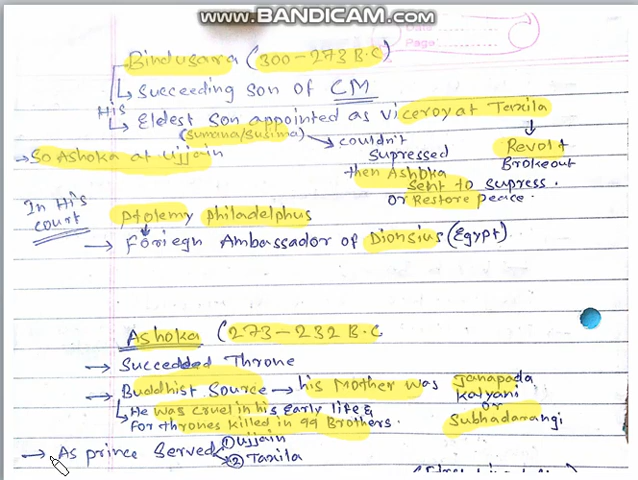 www.BANDICAM.com
Date
Page
Bindusara (300-273 B.C)
↳ Succeeding son of CM
His
↳ Eldest Son appointed as viceroy at Taxila
(Sumana/Susima) → couldn't
supressed
Revolt
Brokeout
→ So Ashoka at Ujjain
then Ashoka
sent to supress.
or Restore peace.
In His
court
Ptolemy Philadelphus
→ Foriegn Ambassador of Dionsius (Egypt)
Ashoka (273-232 B.C
→ Succeeded Throne
→ Buddhist Source → his Mother was Janapada
Kalyani
or
Subhadarangi
↳ He was cruel in his early life &
for thrones killed in 99 Brothers.
→ As prince Served ① Ujjain
② Taxila